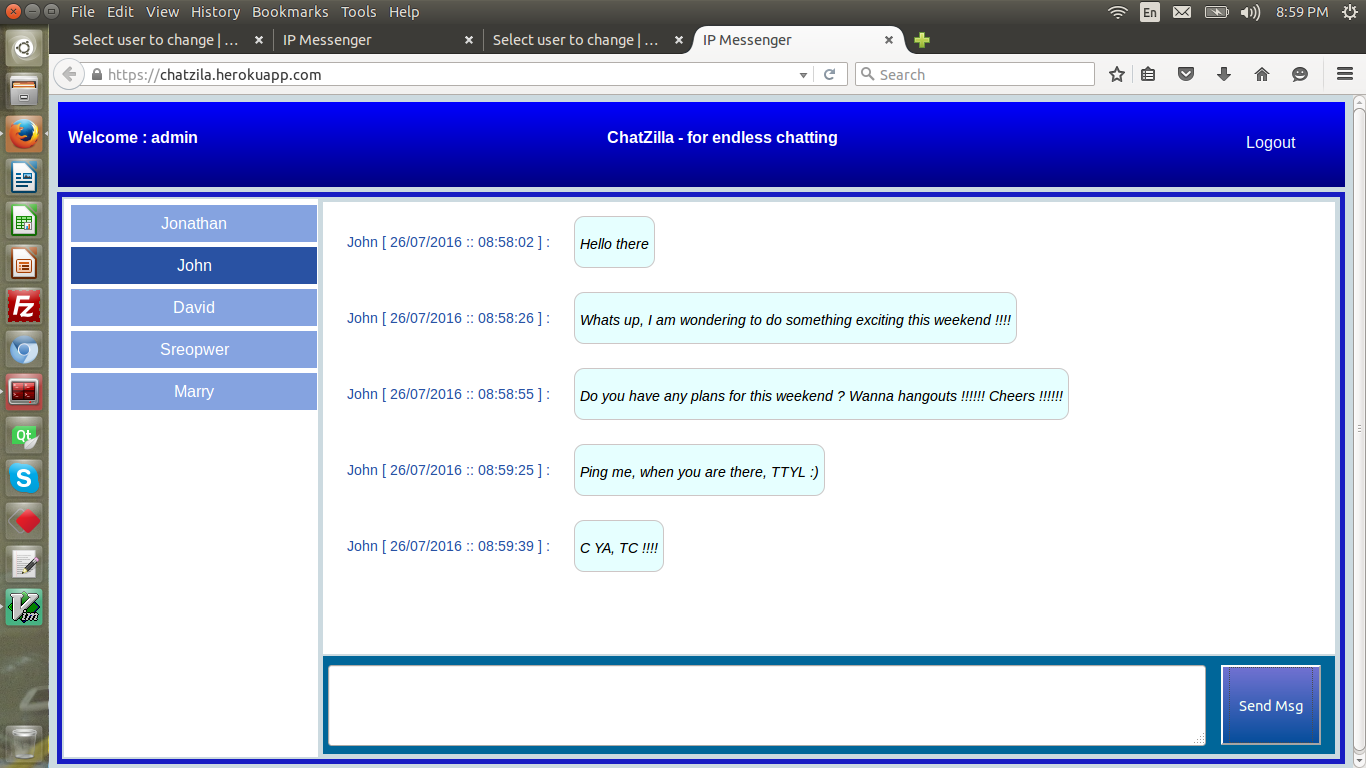 File Edit View History Bookmarks Tools Help
En
8:59 PM
Select user to change | ...
IP Messenger
Select user to change | ...
IP Messenger
https://chatzila.herokuapp.com
Search
Welcome : admin
ChatZilla - for endless chatting
Logout
Jonathan
John
David
Sreopwer
Marry
John [ 26/07/2016 :: 08:58:02 ] : Hello there
John [ 26/07/2016 :: 08:58:26 ] : Whats up, I am wondering to do something exciting this weekend !!!!
John [ 26/07/2016 :: 08:58:55 ] : Do you have any plans for this weekend ? Wanna hangouts !!!!!! Cheers !!!!!!
John [ 26/07/2016 :: 08:59:25 ] : Ping me, when you are there, TTYL :)
John [ 26/07/2016 :: 08:59:39 ] : C YA, TC !!!!
Send Msg
Fz
Qt
S
Vim